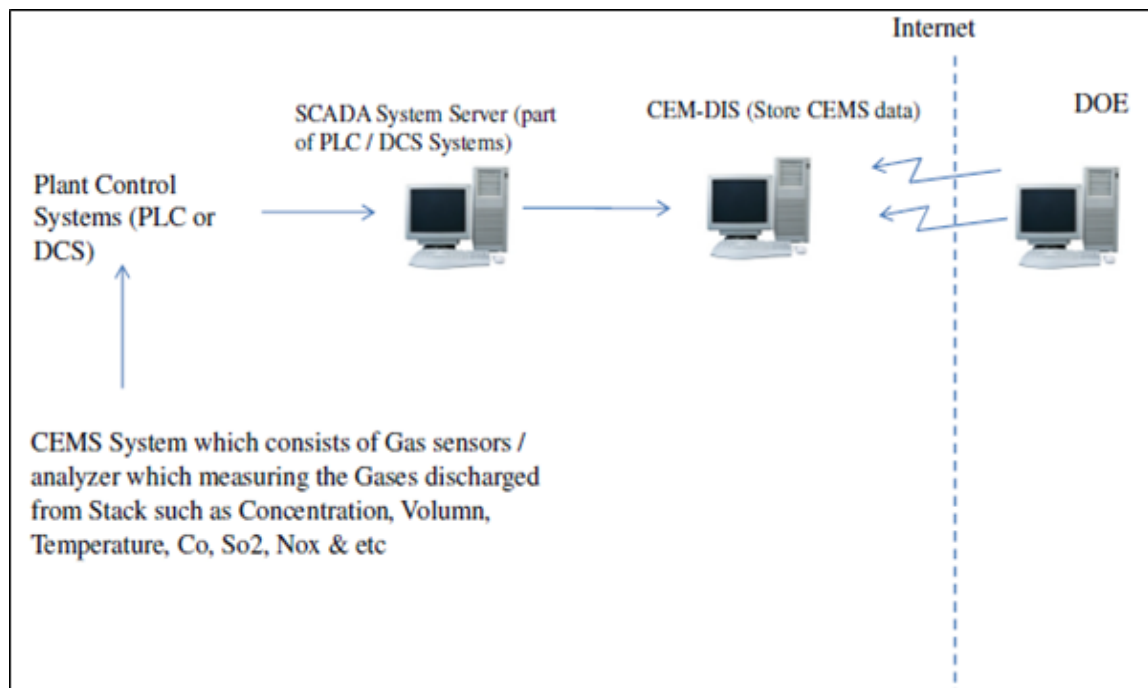 Internet
SCADA System Server (part
of PLC / DCS Systems)
CEM-DIS (Store CEMS data)
DOE
Plant Control
Systems (PLC or
DCS)
CEMS System which consists of Gas sensors /
analyzer which measuring the Gases discharged
from Stack such as Concentration, Volumn,
Temperature, Co, So2, Nox & etc